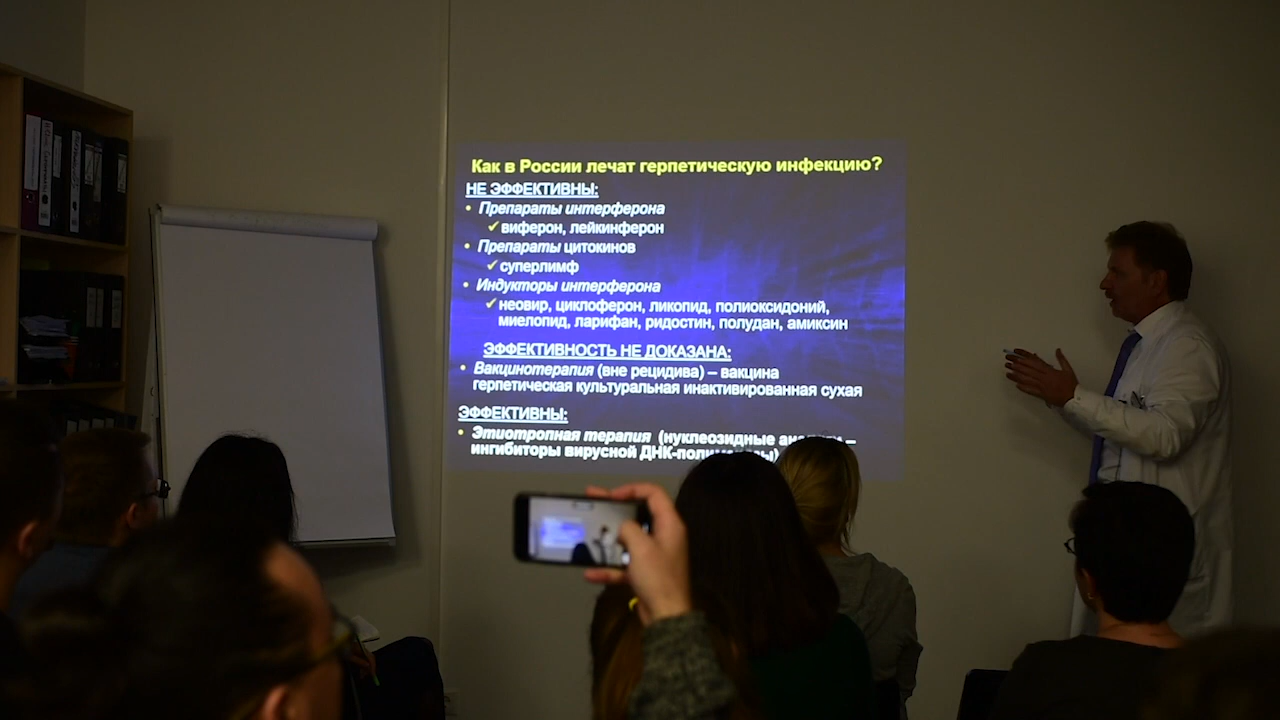 Как в России лечат герпетическую инфекцию?
НЕ ЭФФЕКТИВНЫ:
• Препараты интерферона
✓ виферон, лейкинферон
• Препараты цитокинов
✓ суперлимф
• Индукторы интерферона
✓ неовир, циклоферон, ликопид, полиоксидоний,
миелопид, ларифан, ридостин, полудан, амиксин
ЭФФЕКТИВНОСТЬ НЕ ДОКАЗАНА:
• Вакцинотерапия (вне рецидива) – вакцина
герпетическая культуральная инактивированная сухая
ЭФФЕКТИВНЫ:
• Этиотропная терапия (нуклеозидные –
ингибиторы вирусной